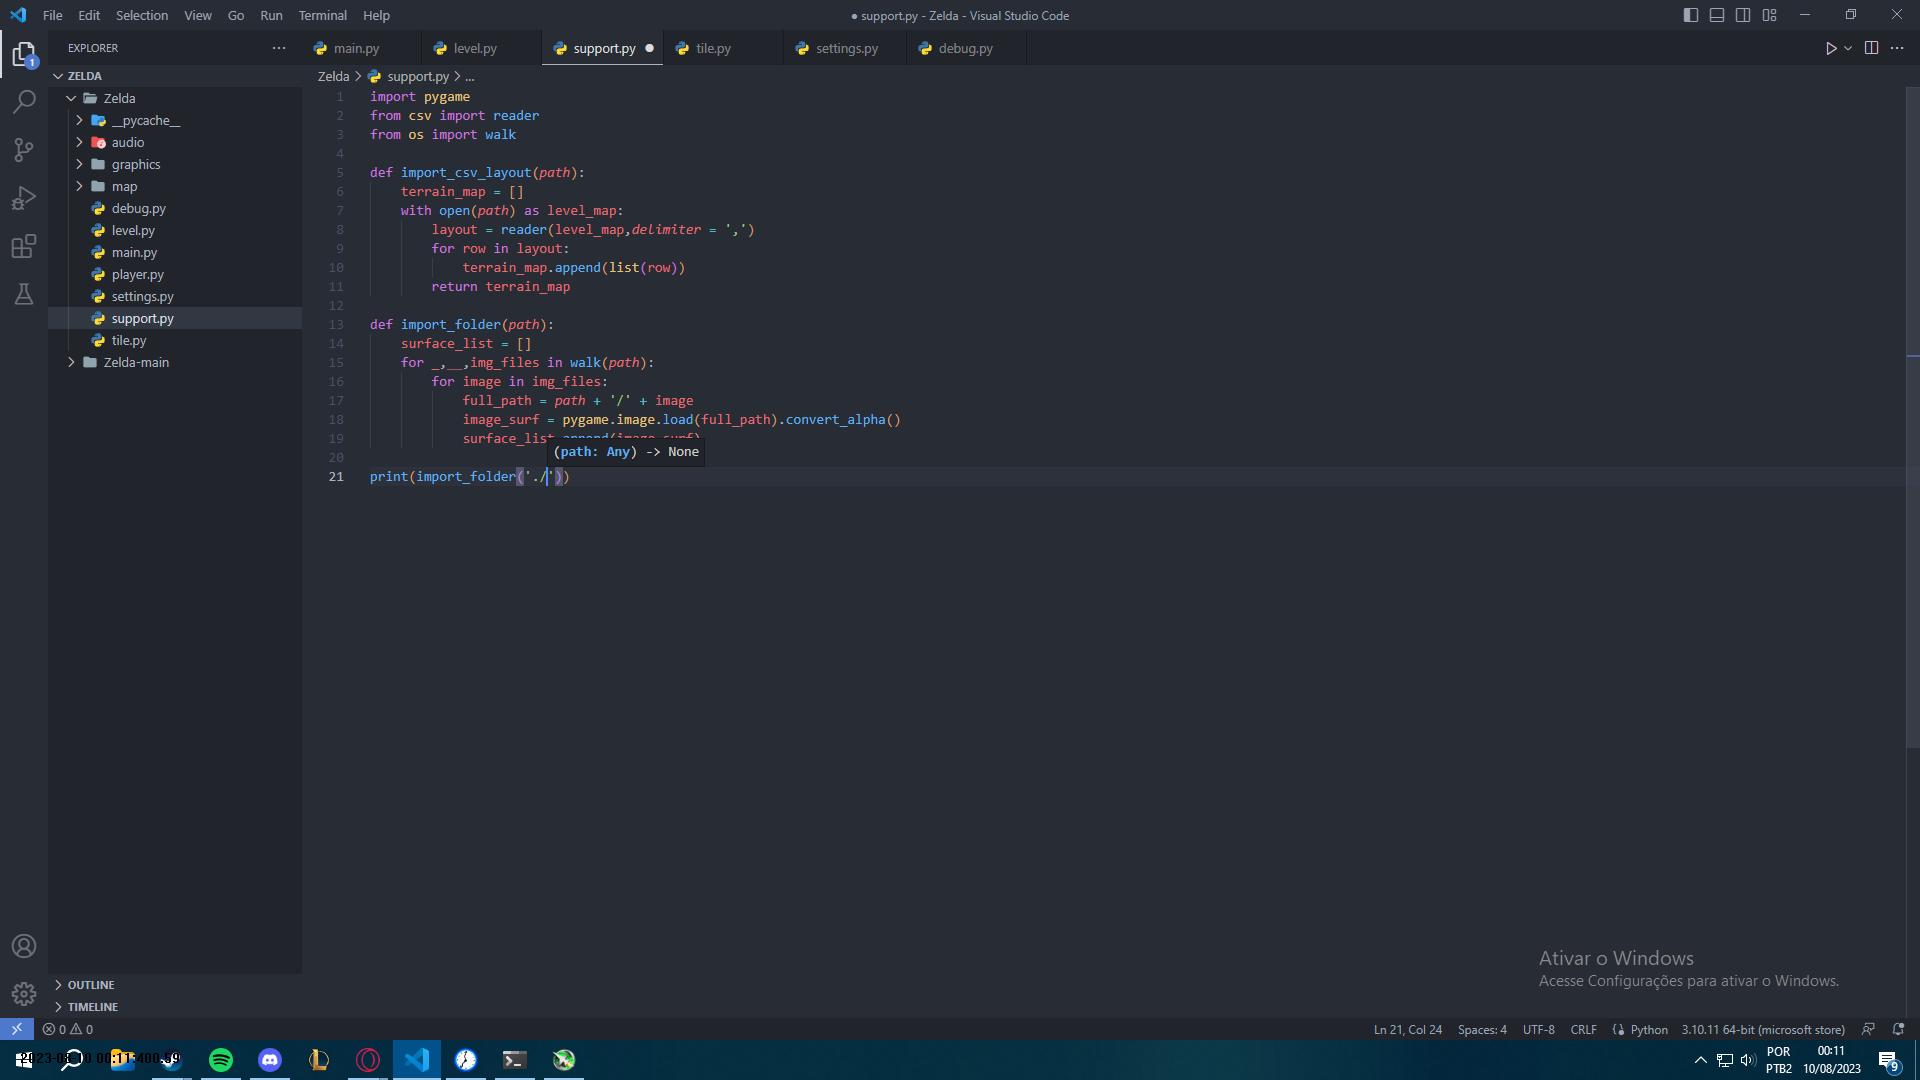 File Edit Selection View Go Run Terminal Help
● support.py - Zelda - Visual Studio Code
EXPLORER
main.py level.py support.py tile.py settings.py debug.py
ZELDA
Zelda
__pycache__
audio
graphics
map
debug.py
level.py
main.py
player.py
settings.py
support.py
tile.py
Zelda-main
OUTLINE
TIMELINE
Zelda > support.py > ...
1 import pygame
2 from csv import reader
3 from os import walk
4
5 def import_csv_layout(path):
6 terrain_map = []
7 with open(path) as level_map:
8 layout = reader(level_map,delimiter = ',')
9 for row in layout:
10 terrain_map.append(list(row))
11 return terrain_map
12
13 def import_folder(path):
14 surface_list = []
15 for _,__,img_files in walk(path):
16 for image in img_files:
17 full_path = path + '/' + image
18 image_surf = pygame.image.load(full_path).convert_alpha()
19 surface_list.append(image_surf)
(path: Any) -> None
20
21 print(import_folder('./'))
Ativar o Windows
Acesse Configurações para ativar o Windows.
1
0 0
Ln 21, Col 24 Spaces: 4 UTF-8 CRLF Python 3.10.11 64-bit (microsoft store)
POR
PTB2
00:11
10/08/2023
9